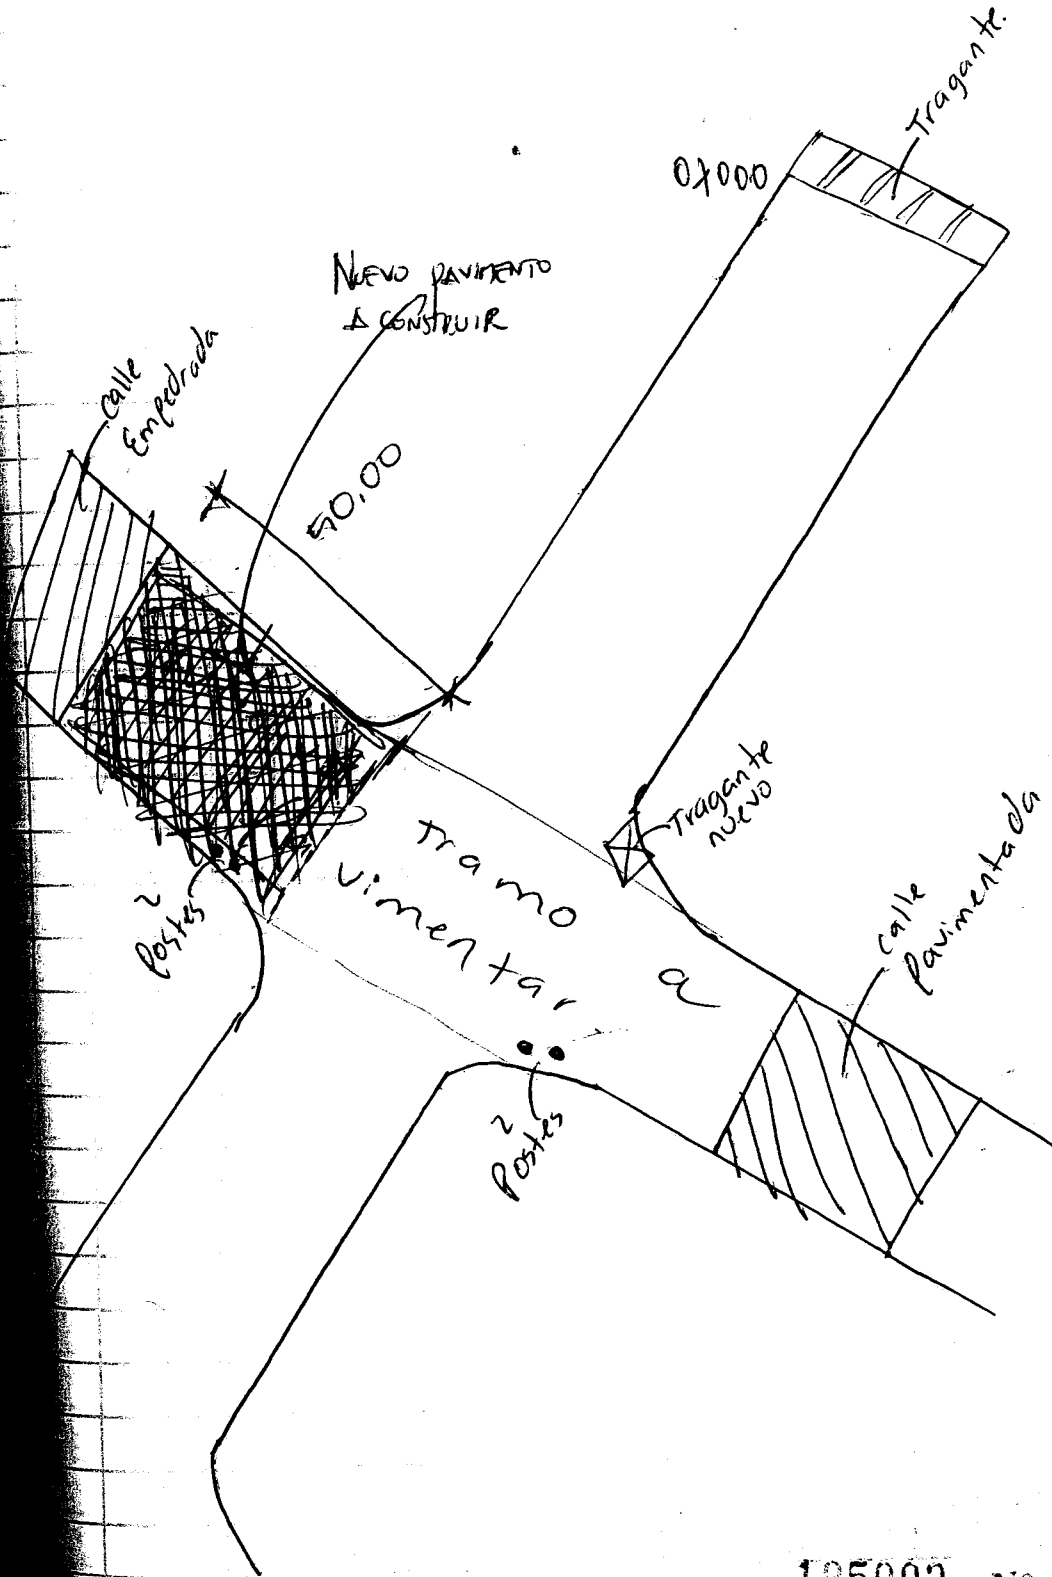 Tragante.
0+000
NUEVO PAVIMENTO
A CONSTRUIR
calle
Empedrada
50.00
Tragante
nuevo
tramo a
vimentar
calle
Pavimentada
2
Postes
2
Postes